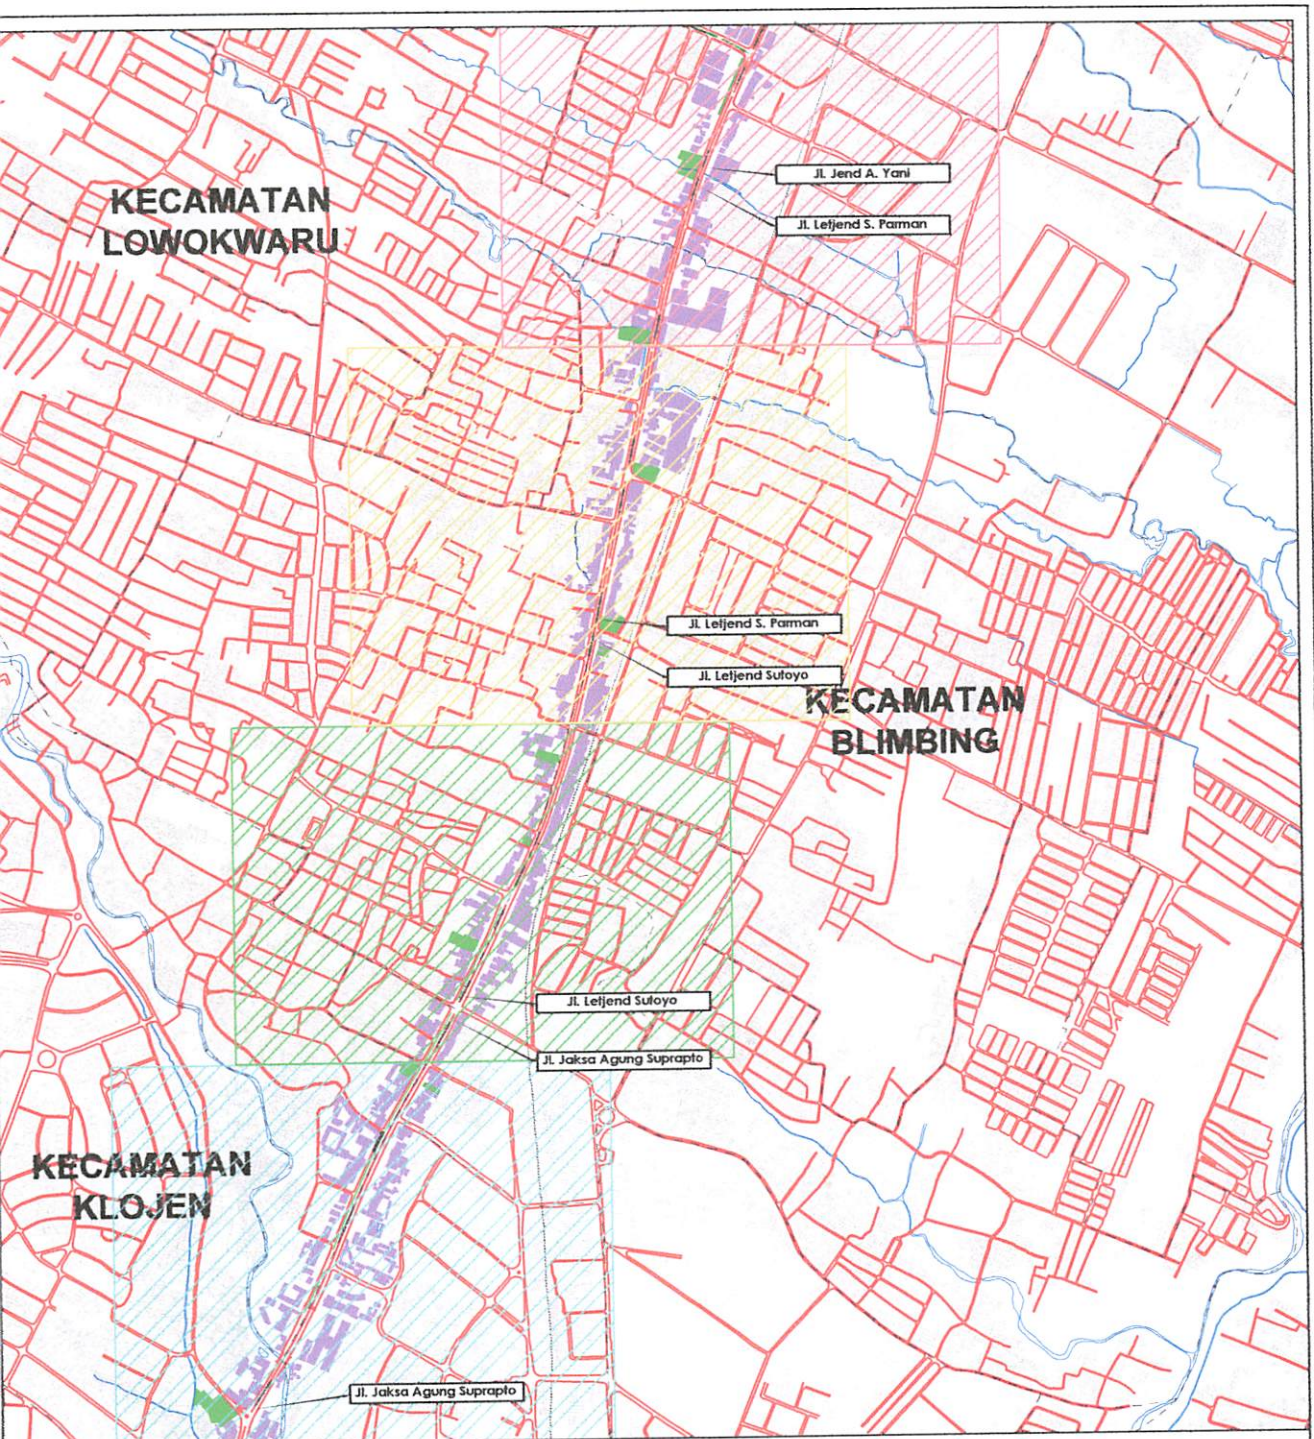 KECAMATAN
LOWOKWARU
Jl. Jend A. Yani
Jl. Letjend S. Parman
Jl. Letjend S. Parman
Jl. Letjend Sutoyo
KECAMATAN
BLIMBING
Jl. Letjend Sutoyo
Jl. Jaksa Agung Suprapto
KECAMATAN
KLOJEN
Jl. Jaksa Agung Suprapto